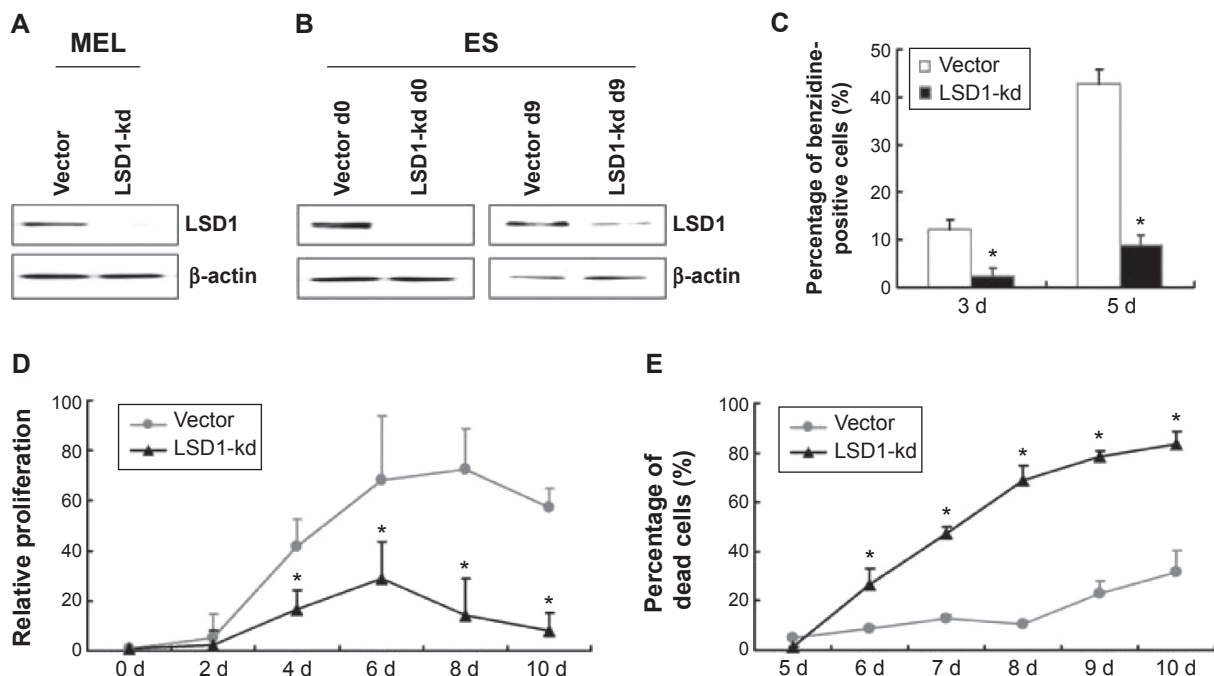 A
MEL
Vector
LSD1-kd
LSD1
β-actin
B
ES
Vector d0
LSD1-kd d0
Vector d9
LSD1-kd d9
LSD1
β-actin
C
Percentage of benzidine-
positive cells (%)
50
40
30
20
10
0
Vector
LSD1-kd
*
*
3 d
5 d
D
Relative proliferation
100
80
60
40
20
0
Vector
LSD1-kd
*
*
*
*
0 d
2 d
4 d
6 d
8 d
10 d
E
Percentage of
dead cells (%)
100
80
60
40
20
0
Vector
LSD1-kd
*
*
*
*
*
5 d
6 d
7 d
8 d
9 d
10 d